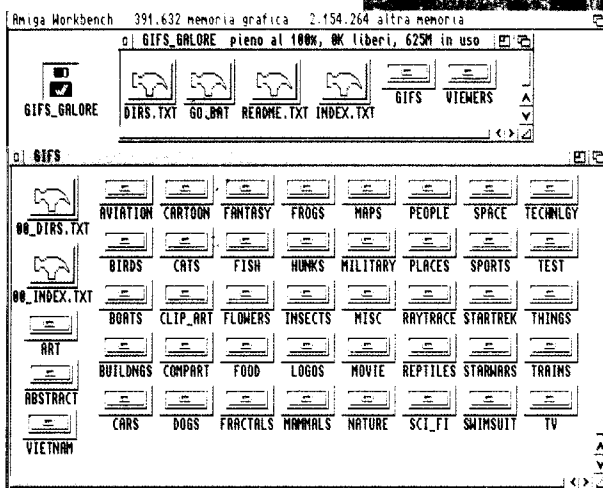 Amiga Workbench 391.632 memoria grafica 2.154.264 altra memoria
GIFS_GALORE pieno al 100%, 0K liberi, 625M in uso
GIFS_GALORE
DIRS.TXT GO.BAT README.TXT INDEX.TXT GIFS VIEWERS
GIFS
00_DIRS.TXT
00_INDEX.TXT
ART
ABSTRACT
VIETNAM
AVIATION CARTOON FANTASY FROGS MAPS PEOPLE SPACE TECHNLGY
BIRDS CATS FISH HUNKS MILITARY PLACES SPORTS TEST
BOATS CLIP_ART FLOWERS INSECTS MISC RAYTRACE STARTREK THINGS
BUILDNGS COMPART FOOD LOGOS MOVIE REPTILES STARWARS TRAINS
CARS DOGS FRACTALS MAMMALS NATURE SCI_FI SWIMSUIT TV